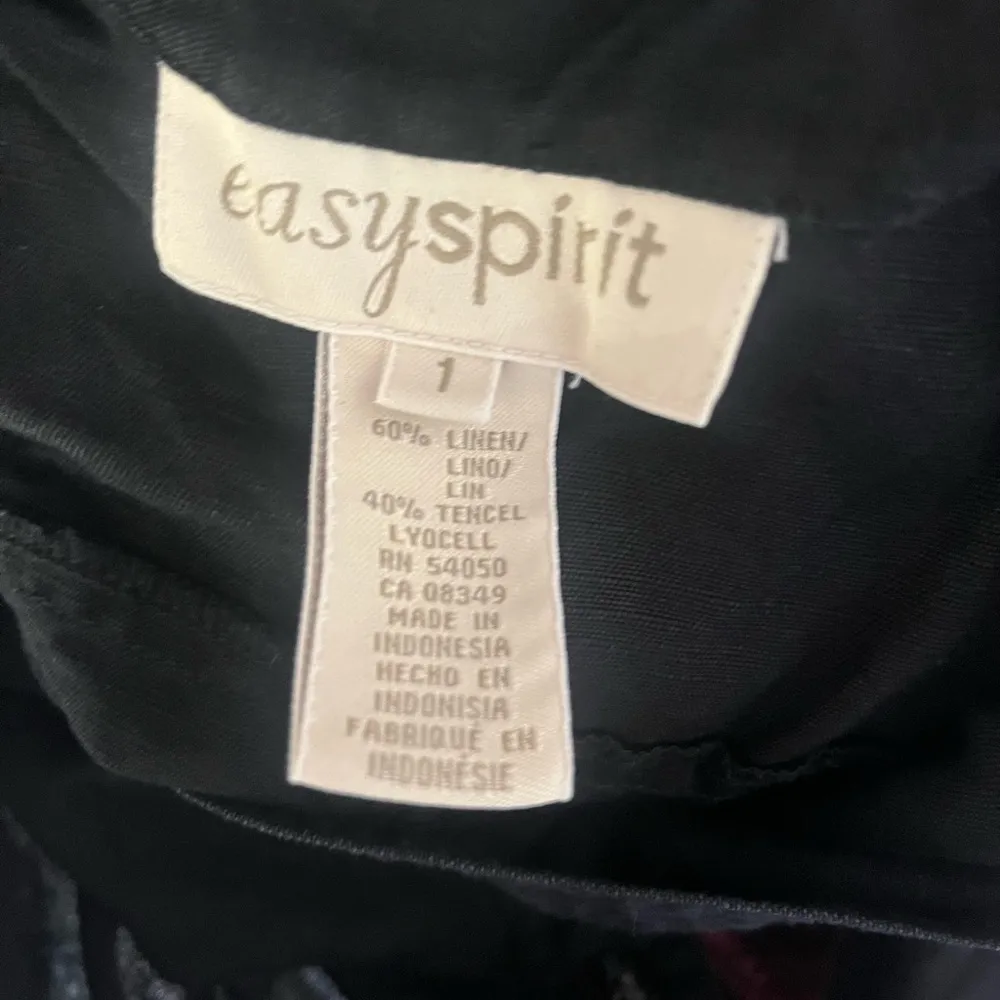 easyspirit
1
60% LINEN/
LINO/
LIN
40% TENCEL
LYOCELL
RN 54050
CA 08349
MADE IN
INDONESIA
HECHO EN
INDONISIA
FABRIQUÉ EN
INDONÉSIE